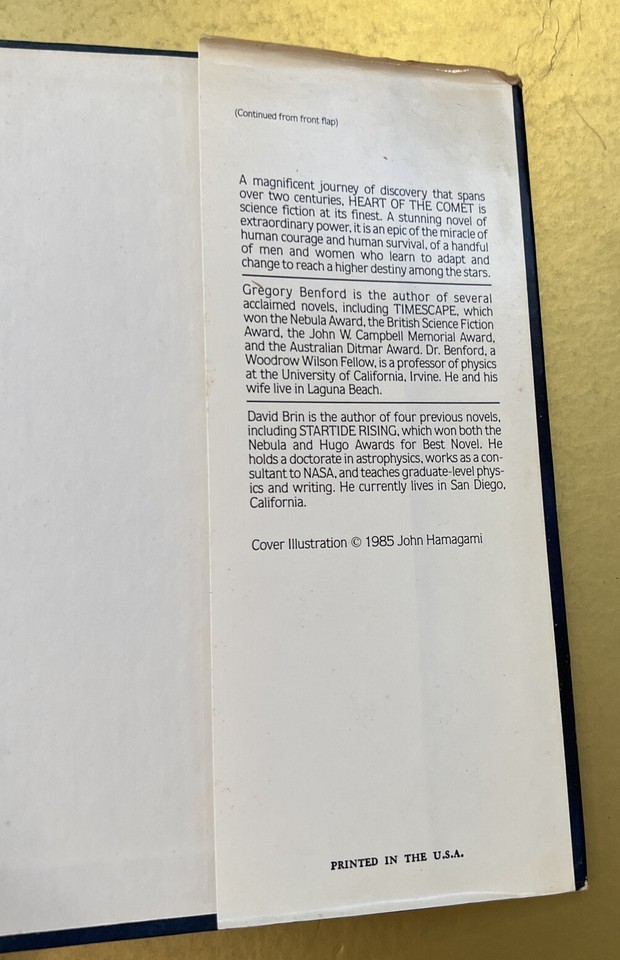 (Continued from front flap)
A magnificent journey of discovery that spans
over two centuries, HEART OF THE COMET is
science fiction at its finest. A stunning novel of
extraordinary power, it is an epic of the miracle of
human courage and human survival, of a handful
of men and women who learn to adapt and
change to reach a higher destiny among the stars.
Gregory Benford is the author of several
acclaimed novels, including TIMESCAPE, which
won the Nebula Award, the British Science Fiction
Award, the John W. Campbell Memorial Award,
and the Australian Ditmar Award. Dr. Benford, a
Woodrow Wilson Fellow, is a professor of physics
at the University of California, Irvine. He and his
wife live in Laguna Beach.
David Brin is the author of four previous novels,
including STARTIDE RISING, which won both the
Nebula and Hugo Awards for Best Novel. He
holds a doctorate in astrophysics, works as a con-
sultant to NASA, and teaches graduate-level phys-
ics and writing. He currently lives in San Diego,
California.
Cover Illustration © 1985 John Hamagami
PRINTED IN THE U.S.A.